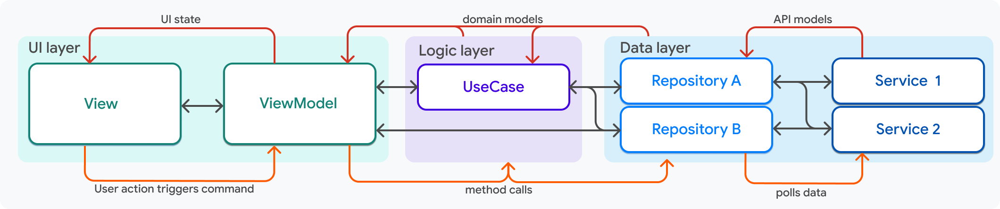 UI state
domain models
API models
UI layer
Logic layer
Data layer
View
ViewModel
UseCase
Repository A
Service 1
Repository B
Service 2
User action triggers command
method calls
polls data